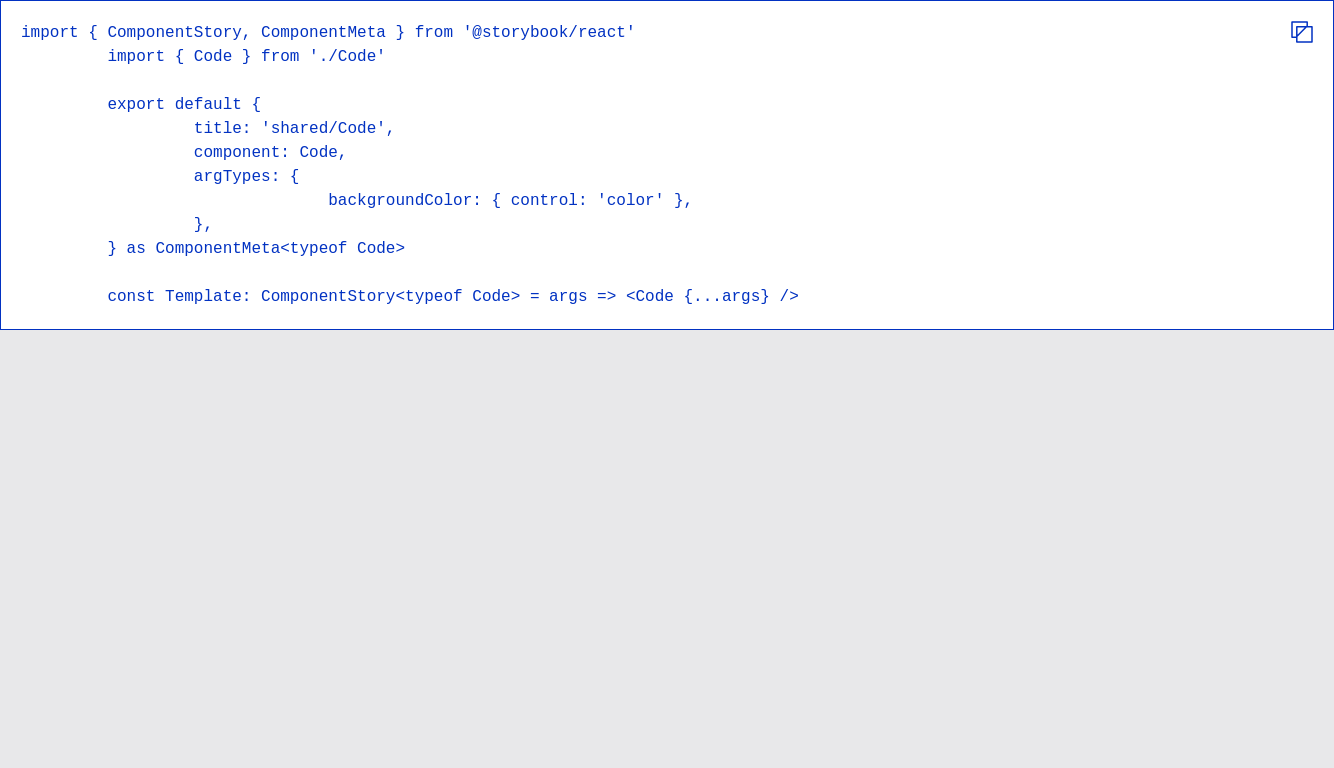 import { ComponentStory, ComponentMeta } from '@storybook/react'
import { Code } from './Code'
export default {
title: 'shared/Code',
component: Code,
argTypes: {
backgroundColor: { control: 'color' },
},
} as ComponentMeta<typeof Code>
const Template: ComponentStory<typeof Code> = args => <Code {...args} />